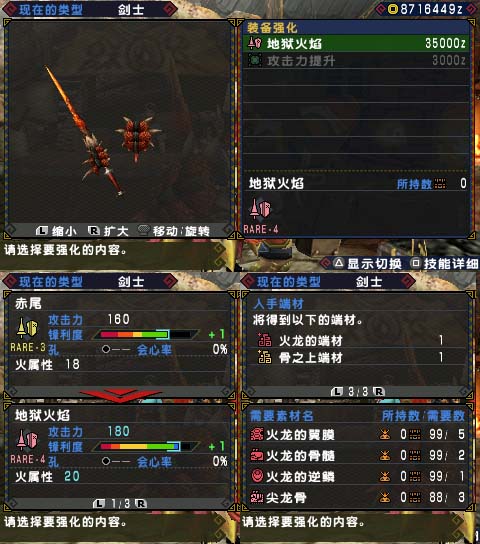 现在的类型 剑士
8716449z
装备强化
地狱火焰 35000z
攻击力提升 3000z
地狱火焰 所持数 0
RARE-4
L 缩小 R 扩大 移动/旋转
请选择要强化的内容。
△显示切换 □技能详细
现在的类型 剑士
赤尾
攻击力 160
RARE-3 锋利度 +1
孔 ○-- 会心率 0%
火属性 18
地狱火焰
攻击力 180
RARE-4 锋利度 +1
孔 ○-- 会心率 0%
火属性 20
L 1/3 R
请选择要强化的内容。
现在的类型 剑士
入手端材
将得到以下的端材。
火龙的端材 1
骨之上端材 1
L 3/3 R
需要素材名 所持数/需要数
火龙的翼膜 0 99/ 5
火龙的骨髓 0 99/ 2
火龙的逆鳞 0 99/ 1
尖龙骨 0 88/ 3
请选择要强化的内容。